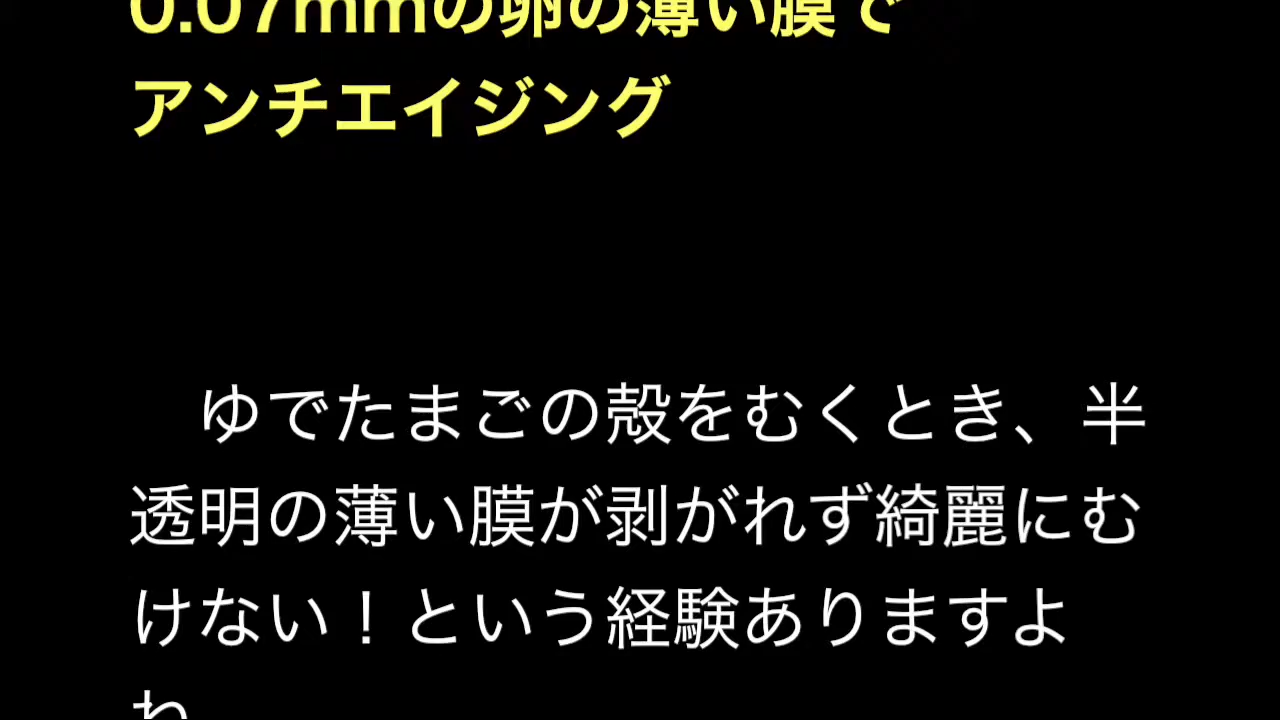 0.07mmの卵の薄い膜で
アンチエイジング
ゆでたまごの殻をむくとき、半
透明の薄い膜が剥がれず綺麗にむ
けない！という経験ありますよ
ね